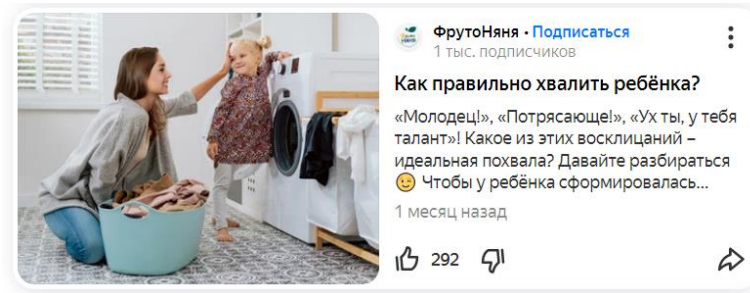 ФрутоНяня • Подписаться
1 тыс. подписчиков
Как правильно хвалить ребёнка?
«Молодец!», «Потрясающе!», «Ух ты, у тебя
талант»! Какое из этих восклицаний –
идеальная похвала? Давайте разбираться
😉 Чтобы у ребёнка сформировалась...
1 месяц назад
292